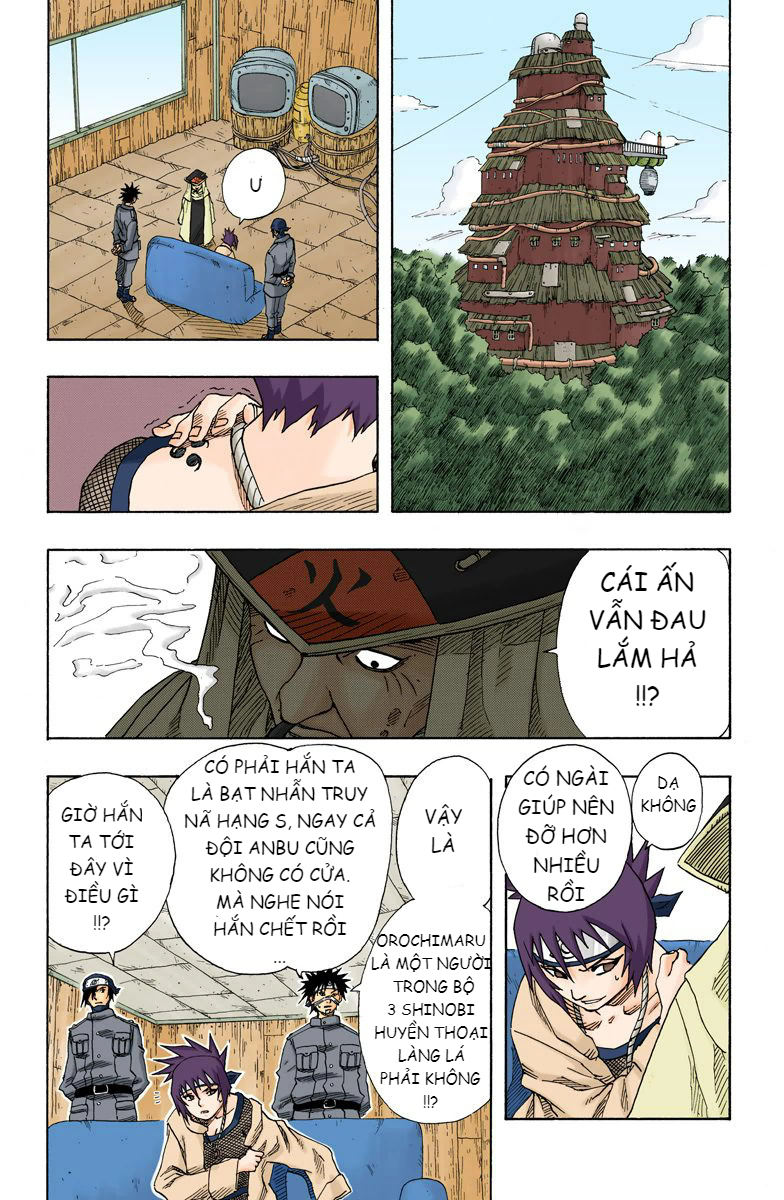 Ư
火
CÁI ẤN
VẪN ĐAU
LẮM HẢ
!!?
DẠ
KHÔNG
CÓ NGÀI
GIÚP NÊN
ĐỠ HƠN
NHIỀU
RỒI
VẬY
LÀ
OROCHIMARU
LÀ MỘT NGƯỜI
TRONG BỘ
3 SHINOBI
HUYỀN THOẠI
LÀNG LÁ
PHẢI KHÔNG
!!?
CÓ PHẢI HẮN TA
LÀ BẠT NHẪN TRUY
NÃ HẠNG S, NGAY CẢ
ĐỘI ANBU CŨNG
KHÔNG CÓ CỬA.
MÀ NGHE NÓI
HẮN CHẾT RỒI
...
GIỜ HẮN
TA TỚI
ĐÂY VÌ
ĐIỀU GÌ
!!?